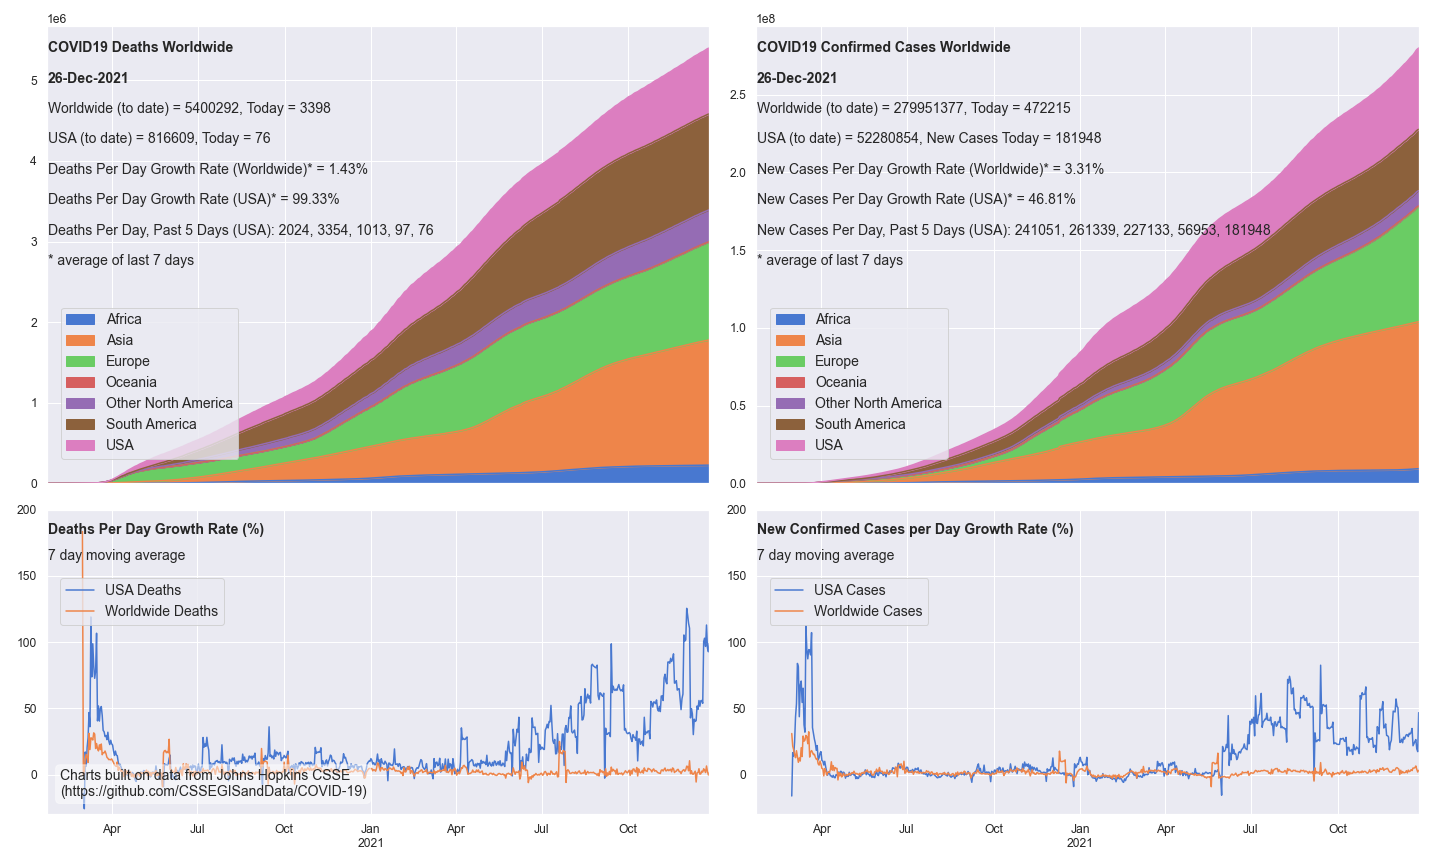 1e6
COVID19 Deaths Worldwide
26-Dec-2021
Worldwide (to date) = 5400292, Today = 3398
USA (to date) = 816609, Today = 76
Deaths Per Day Growth Rate (Worldwide)* = 1.43%
Deaths Per Day Growth Rate (USA)* = 99.33%
Deaths Per Day, Past 5 Days (USA): 2024, 3354, 1013, 97, 76
* average of last 7 days
5
4
3
2
1
0
Africa
Asia
Europe
Oceania
Other North America
South America
USA
1e8
COVID19 Confirmed Cases Worldwide
26-Dec-2021
Worldwide (to date) = 279951377, Today = 472215
USA (to date) = 52280854, New Cases Today = 181948
New Cases Per Day Growth Rate (Worldwide)* = 3.31%
New Cases Per Day Growth Rate (USA)* = 46.81%
New Cases Per Day, Past 5 Days (USA): 241051, 261339, 227133, 56953, 181948
* average of last 7 days
2.5
2.0
1.5
1.0
0.5
0.0
Africa
Asia
Europe
Oceania
Other North America
South America
USA
Deaths Per Day Growth Rate (%)
7 day moving average
USA Deaths
Worldwide Deaths
200
150
100
50
0
Charts built on data from Johns Hopkins CSSE
(https://github.com/CSSEGISandData/COVID-19)
Apr Jul Oct Jan Apr Jul Oct
2021
New Confirmed Cases per Day Growth Rate (%)
7 day moving average
USA Cases
Worldwide Cases
200
150
100
50
0
Apr Jul Oct Jan Apr Jul Oct
2021